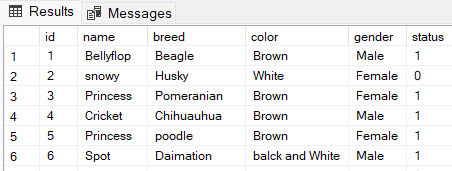 Results Messages
id name breed color gender status
1 1 Bellyflop Beagle Brown Male 1
2 2 snowy Husky White Female 0
3 3 Princess Pomeranian Brown Female 1
4 4 Cricket Chihuauhua Brown Male 1
5 5 Princess poodle Brown Female 1
6 6 Spot Daimation balck and White Male 1